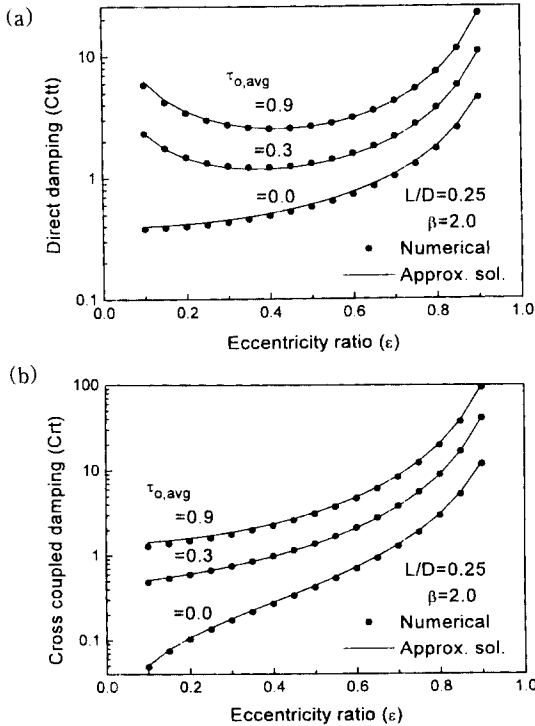 (a)
10
1
0.1
Direct damping (Ctt)
τo,avg
=0.9
=0.3
=0.0
L/D=0.25
β=2.0
Numerical
Approx. sol.
0.0 0.2 0.4 0.6 0.8 1.0
Eccentricity ratio (ε)
(b)
100
10
1
0.1
Cross coupled damping (Crt)
τo,avg
=0.9
=0.3
=0.0
L/D=0.25
β=2.0
Numerical
Approx. sol.
0.0 0.2 0.4 0.6 0.8 1.0
Eccentricity ratio (ε)